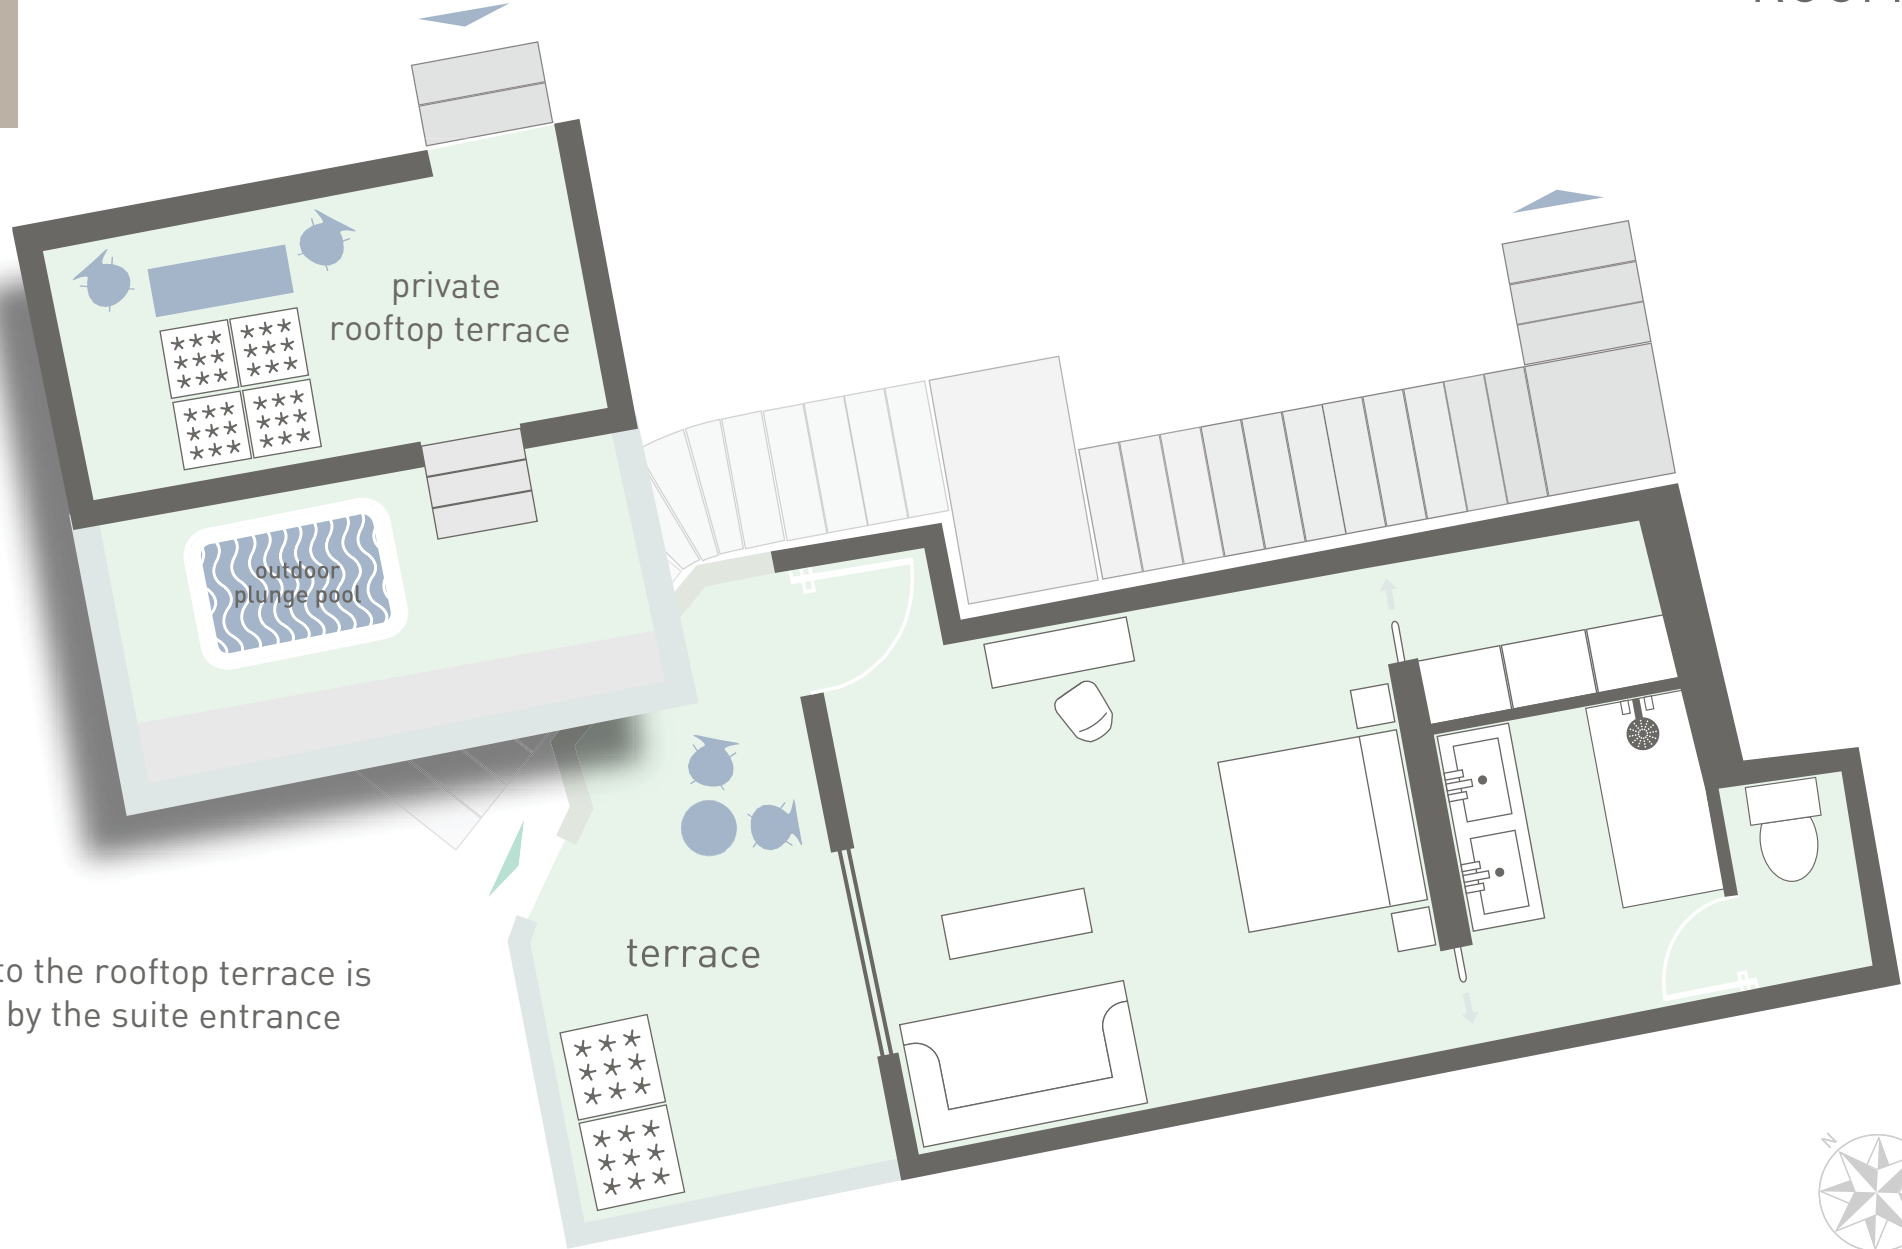 private
rooftop terrace
outdoor
plunge pool
terrace
to the rooftop terrace is
by the suite entrance
N